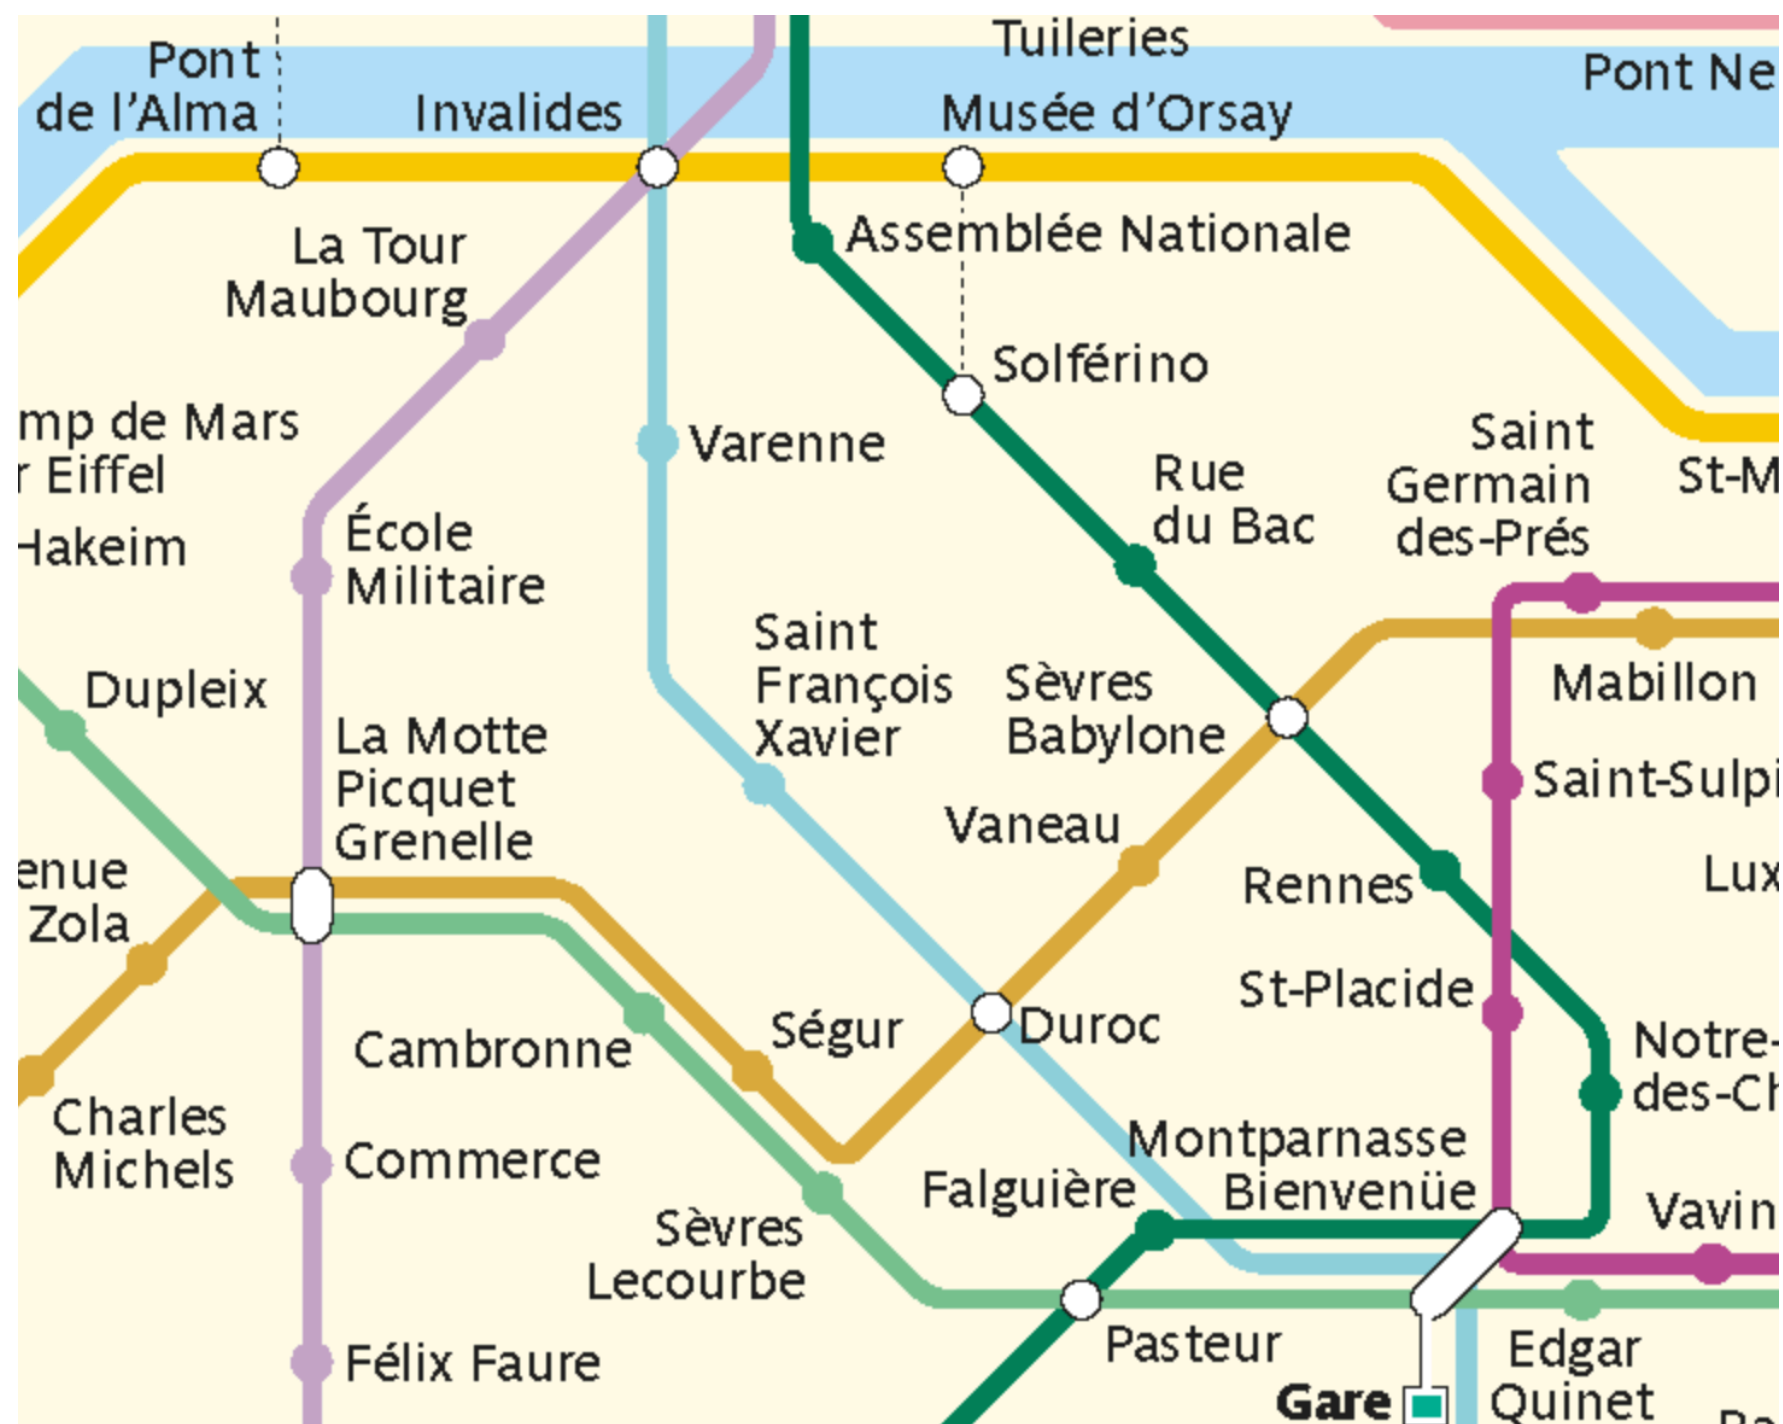 Tuileries
Pont
de l'Alma
Invalides
Musée d'Orsay
Pont Ne
La Tour
Maubourg
Assemblée Nationale
Solférino
mp de Mars
r Eiffel
Hakeim
Varenne
Rue
du Bac
Saint
Germain
des-Prés
St-M
École
Militaire
Dupleix
Saint
François
Xavier
Sèvres
Babylone
Mabillon
La Motte
Picquet
Grenelle
Saint-Sulpi
Vaneau
enue
Zola
Rennes
Lux
St-Placide
Ségur
Duroc
Cambronne
Notre-
des-Ch
Charles
Michels
Commerce
Montparnasse
Bienvenüe
Falguière
Vavin
Sèvres
Lecourbe
Pasteur
Félix Faure
Edgar
Quinet
Gare